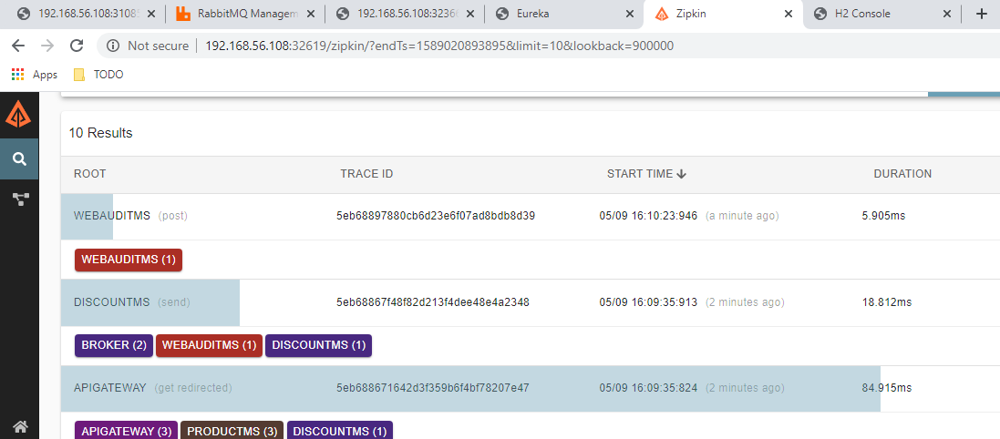 192.168.56.108:3108 RabbitMQ Managem 192.168.56.108:3236 Eureka Zipkin H2 Console
Not secure 192.168.56.108:32619/zipkin/?endTs=1589020893895&limit=10&lookback=900000
Apps TODO
10 Results
ROOT TRACE ID START TIME DURATION
WEBAUDITMS (post) 5eb68897880cb6d23e6f07ad8bdb8d39 05/09 16:10:23:946 (a minute ago) 5.905ms
WEBAUDITMS (1)
DISCOUNTMS (send) 5eb68867f48f82d213f4dee48e4a2348 05/09 16:09:35:913 (2 minutes ago) 18.812ms
BROKER (2) WEBAUDITMS (1) DISCOUNTMS (1)
APIGATEWAY (get redirected) 5eb688671642d3f359b6f4bf78207e47 05/09 16:09:35:824 (2 minutes ago) 84.915ms
APIGATEWAY (3) PRODUCTMS (3) DISCOUNTMS (1)